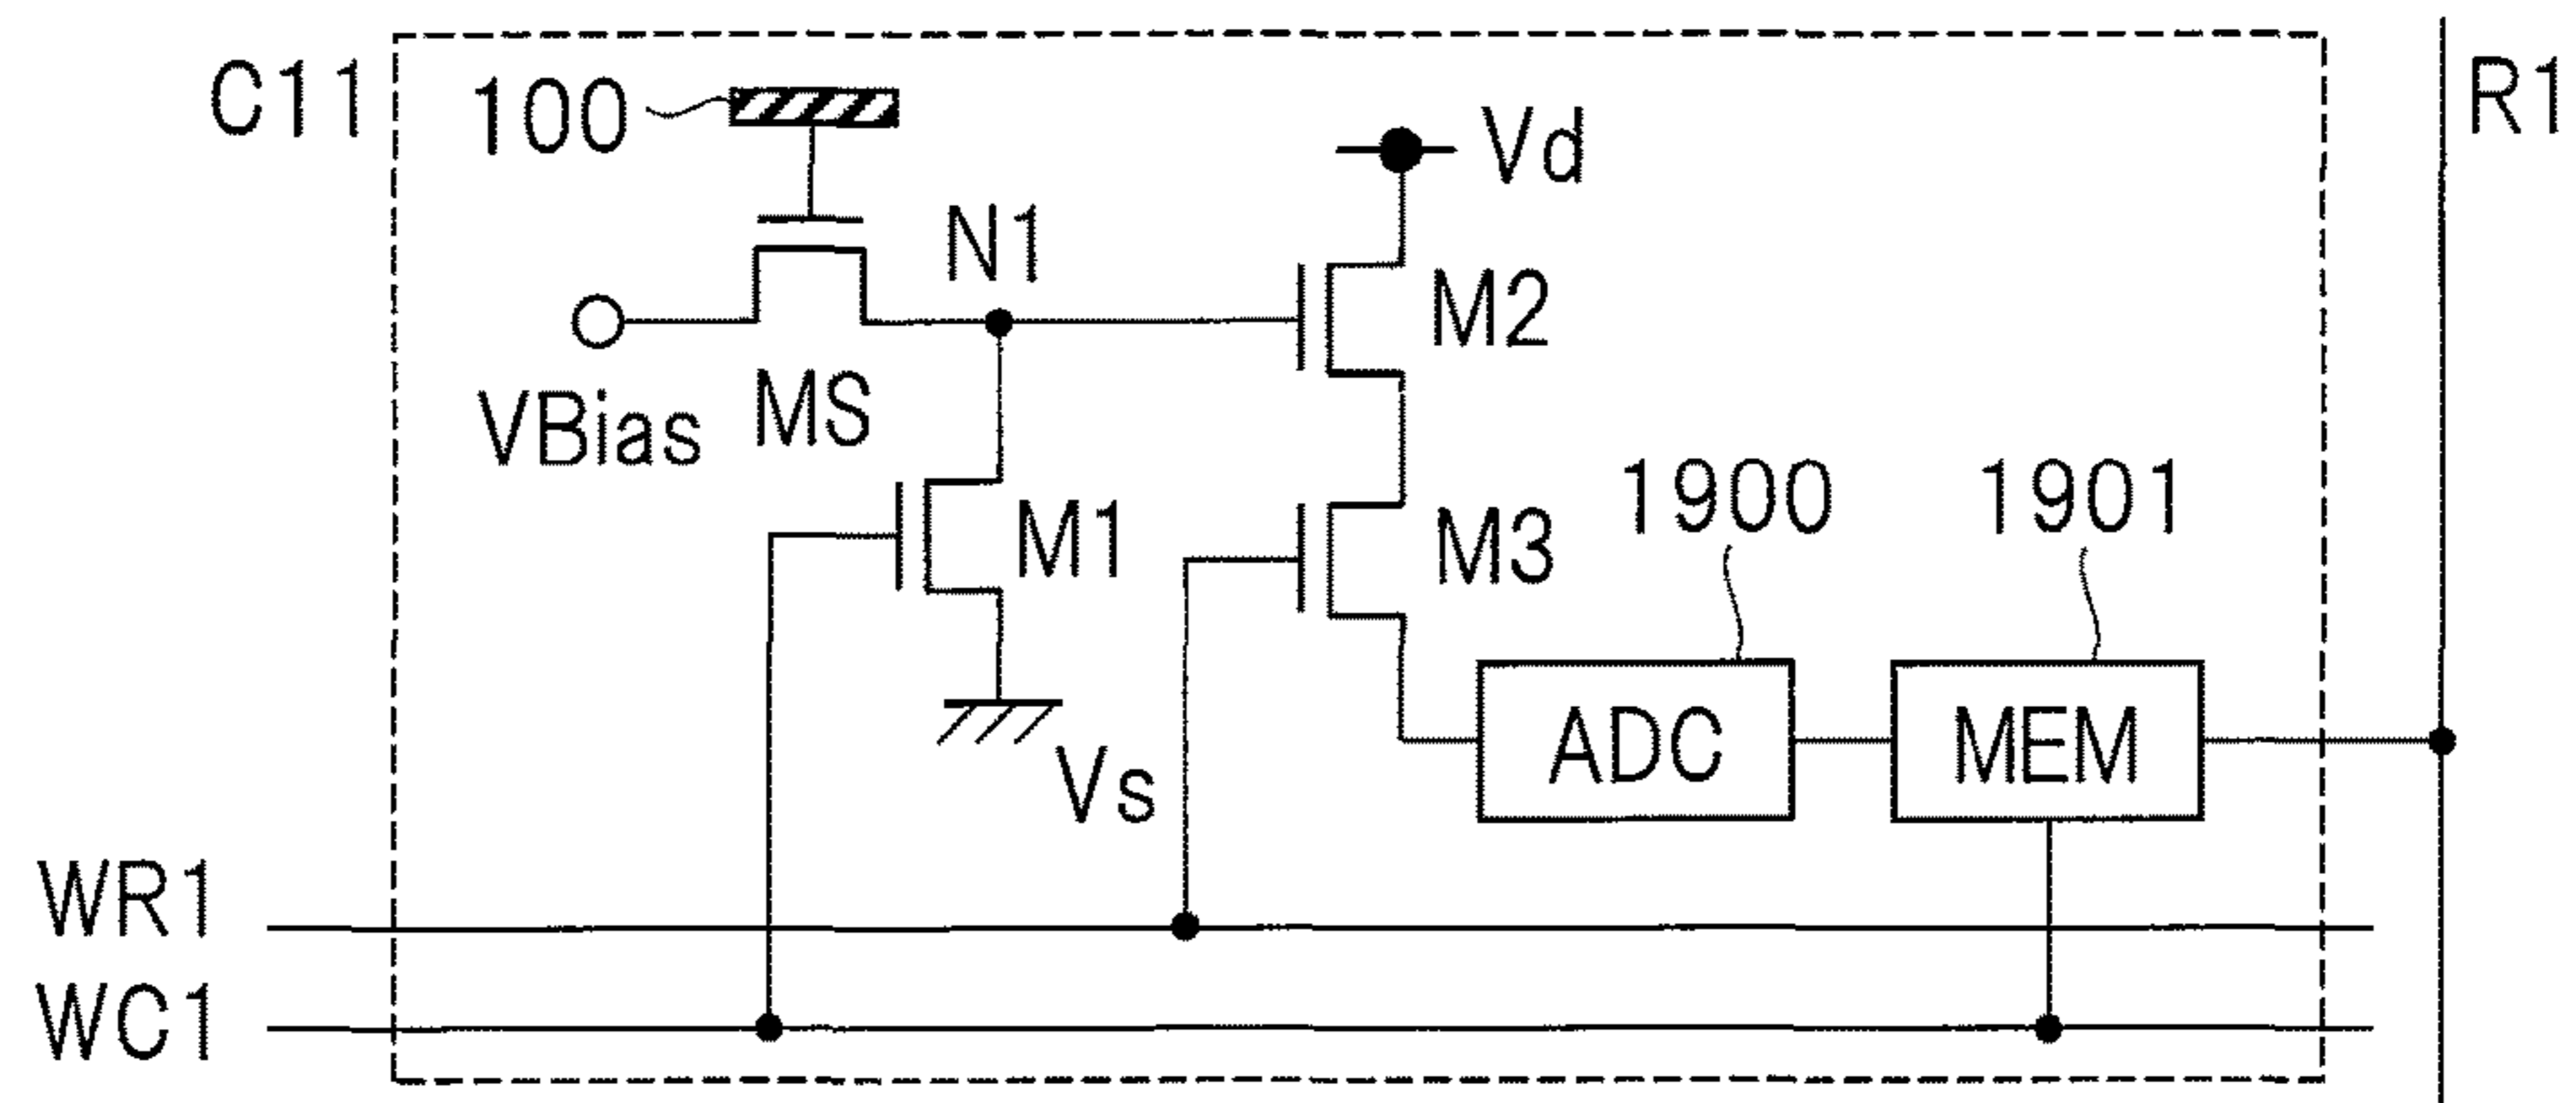 C11
100
R1
Vd
N1
M2
VBias
MS
M1
M3
1900
1901
ADC
MEM
Vs
WR1
WC1